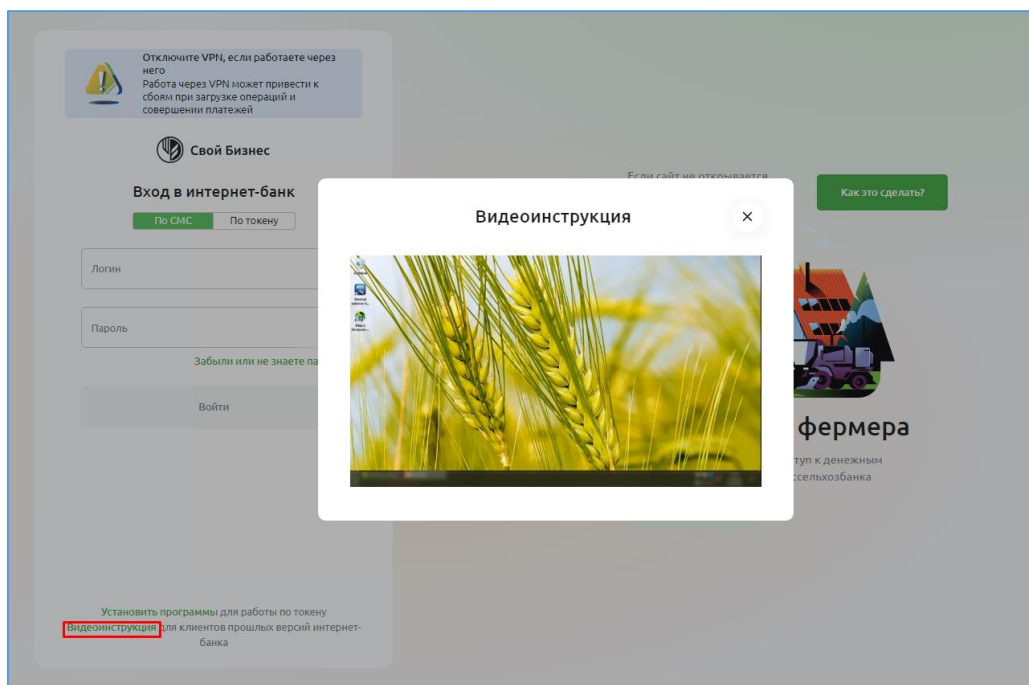 Отключите VPN, если работаете через
него
Работа через VPN может привести к
сбоям при загрузке операций и
совершении платежей
Свой Бизнес
Вход в интернет-банк
По СМС
По токену
Логин
Пароль
Забыли или не знаете па
Войти
Установить программы для работы по токену
Видеоинструкция для клиентов прошлых версий интернет-
банка
Если сайт не открывается
Как это сделать?
Видеоинструкция
фермера
туп к денежным
сельхозбанка